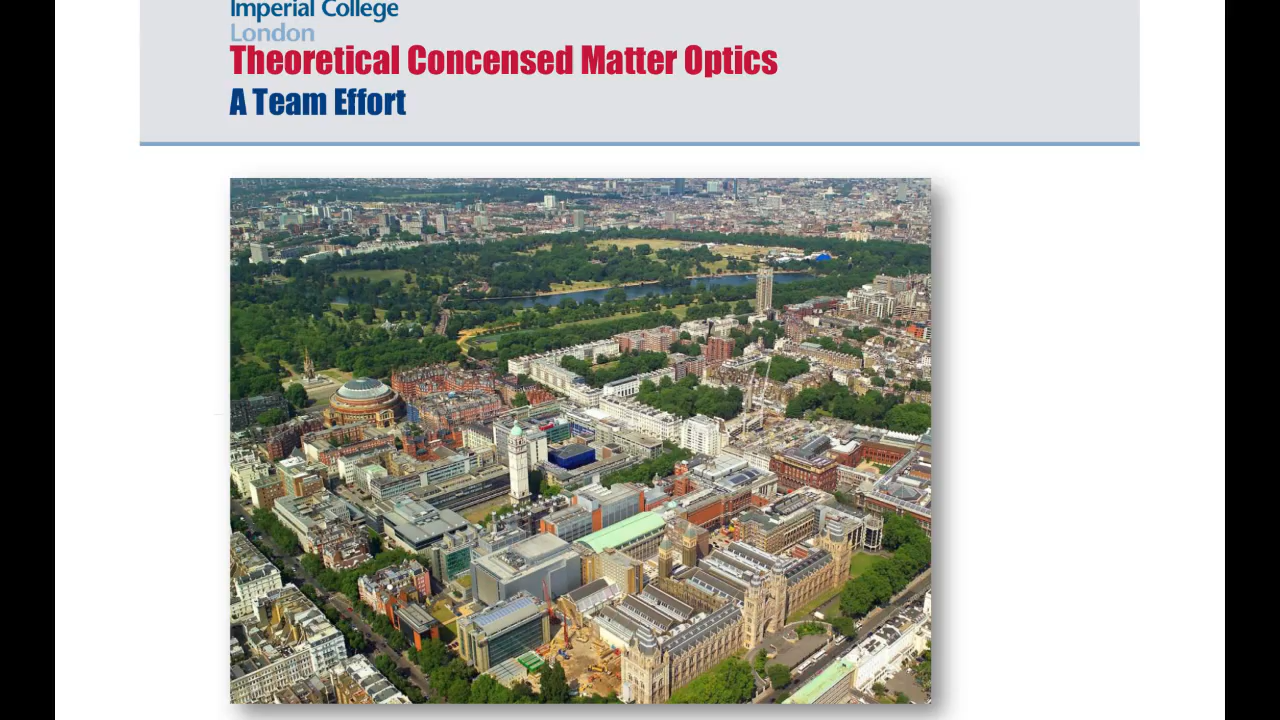 Imperial College
London
Theoretical Concensed Matter Optics
A Team Effort